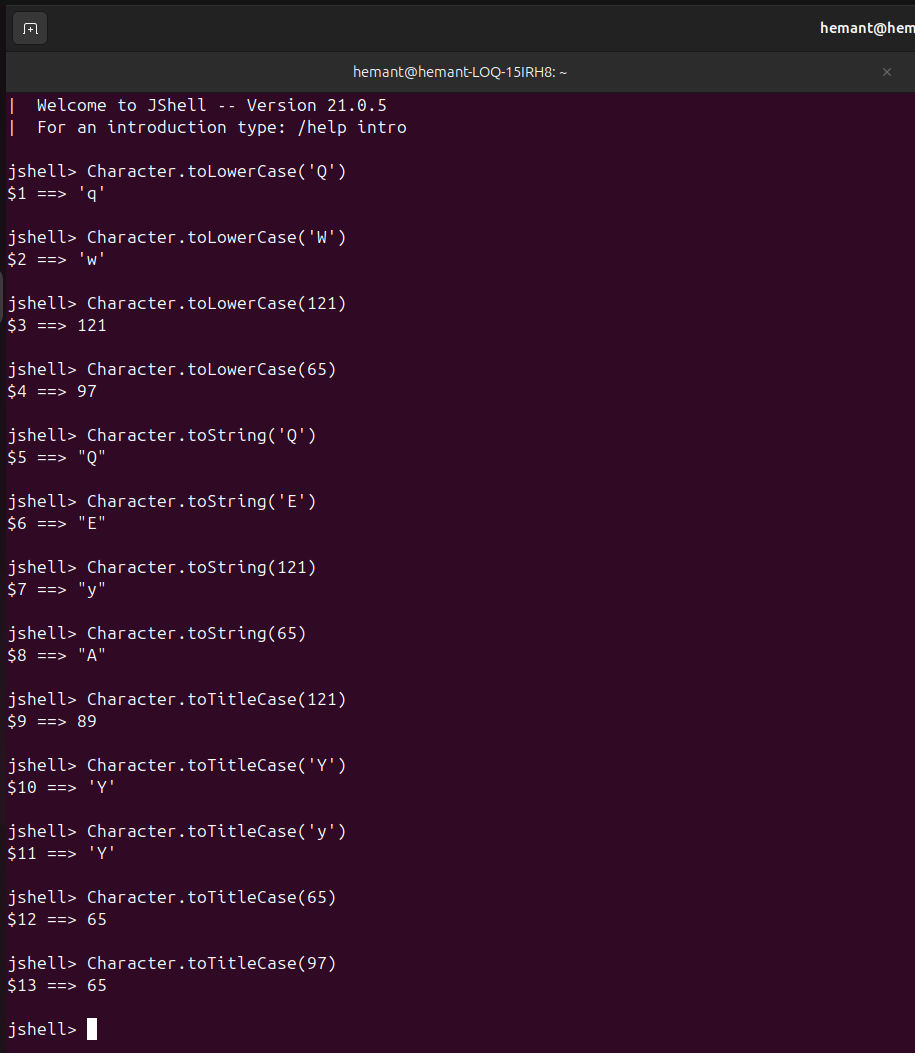 hemant@hem
hemant@hemant-LOQ-15IRH8: ~
|  Welcome to JShell -- Version 21.0.5
|  For an introduction type: /help intro
jshell> Character.toLowerCase('Q')
$1 ==> 'q'
jshell> Character.toLowerCase('W')
$2 ==> 'w'
jshell> Character.toLowerCase(121)
$3 ==> 121
jshell> Character.toLowerCase(65)
$4 ==> 97
jshell> Character.toString('Q')
$5 ==> "Q"
jshell> Character.toString('E')
$6 ==> "E"
jshell> Character.toString(121)
$7 ==> "y"
jshell> Character.toString(65)
$8 ==> "A"
jshell> Character.toTitleCase(121)
$9 ==> 89
jshell> Character.toTitleCase('Y')
$10 ==> 'Y'
jshell> Character.toTitleCase('y')
$11 ==> 'Y'
jshell> Character.toTitleCase(65)
$12 ==> 65
jshell> Character.toTitleCase(97)
$13 ==> 65
jshell>